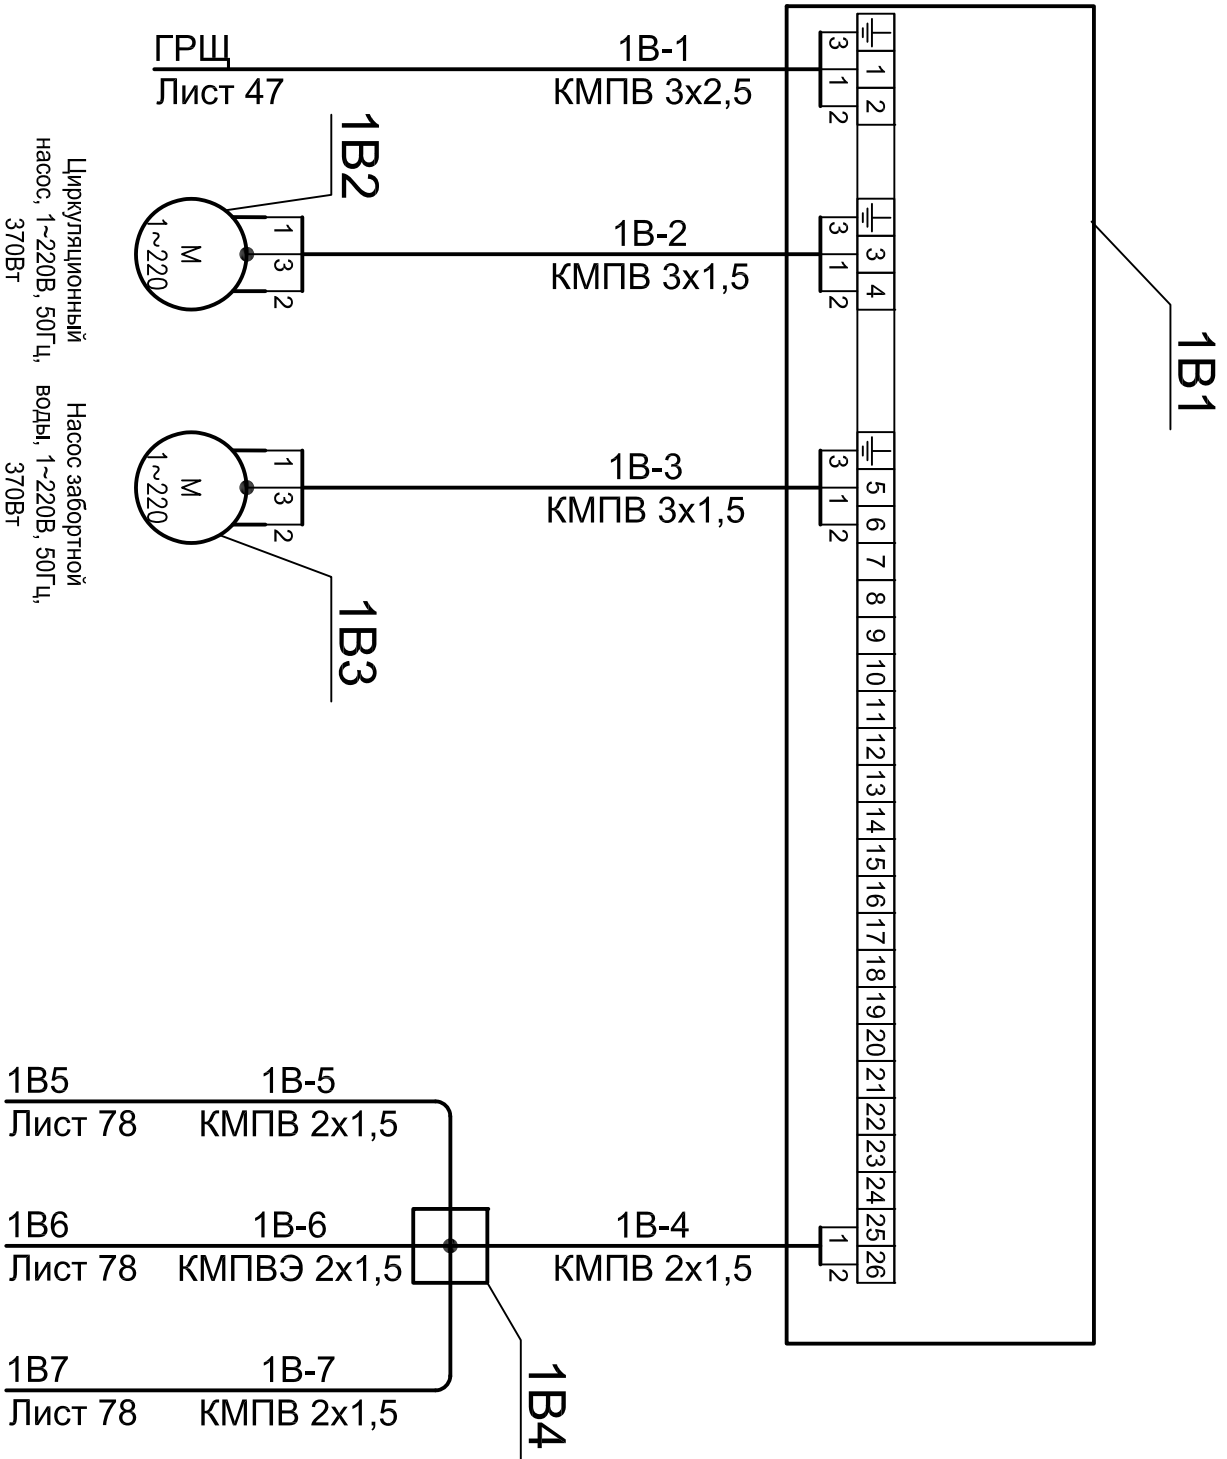 ГРЩ
Лист 47
1В-1
КМПВ 3х2,5
3
1
2
1
2
1В2
1
3
2
М
1~220
Циркуляционный
насос, 1~220В, 50Гц,
370Вт
1В-2
КМПВ 3х1,5
3
1
2
3
4
1В1
1
3
2
М
1~220
Насос забортной
воды, 1~220В, 50Гц,
370Вт
1В3
1В-3
КМПВ 3х1,5
3
1
2
5
6
7
8
9
10
11
12
13
14
15
16
17
18
19
20
21
22
23
24
25
26
1В5
Лист 78
1В-5
КМПВ 2х1,5
1В6
Лист 78
1В-6
КМПВЭ 2х1,5
1В-4
КМПВ 2х1,5
1
2
1В7
Лист 78
1В-7
КМПВ 2х1,5
1В4